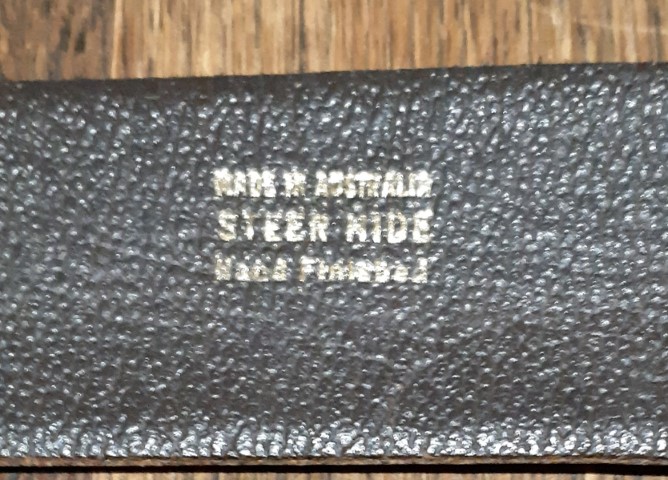 MADE IN AUSTRALIA
STEER HIDE
Hand Finished